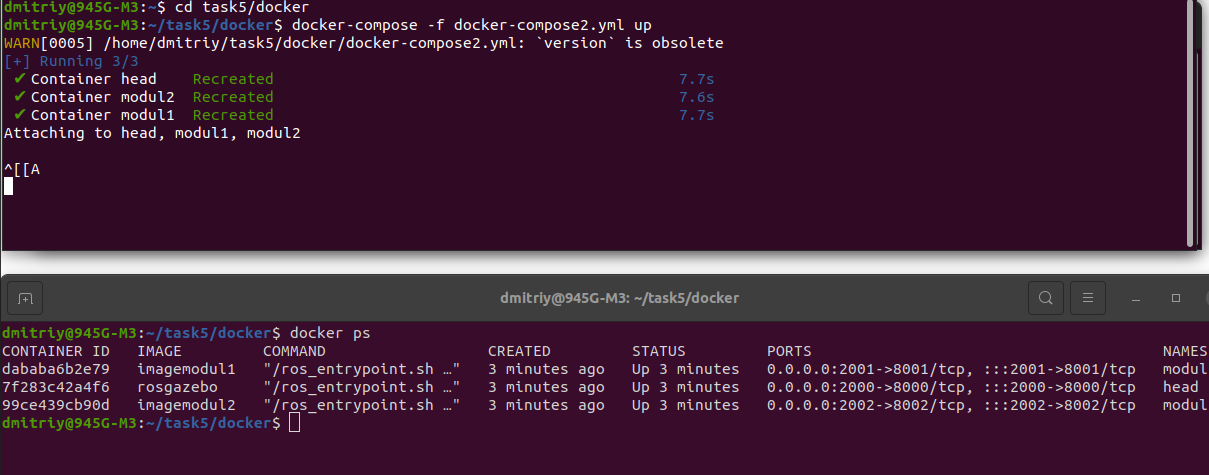 dmitriy@945G-M3:~$ cd task5/docker
dmitriy@945G-M3:~/task5/docker$ docker-compose -f docker-compose2.yml up
WARN[0005] /home/dmitriy/task5/docker/docker-compose2.yml: `version` is obsolete
[+] Running 3/3
✔ Container head    Recreated    7.7s
✔ Container modul2  Recreated    7.6s
✔ Container modul1  Recreated    7.7s
Attaching to head, modul1, modul2
^[[A
dmitriy@945G-M3: ~/task5/docker
dmitriy@945G-M3:~/task5/docker$ docker ps
CONTAINER ID   IMAGE         COMMAND                  CREATED         STATUS         PORTS                                       NAMES
dababa6b2e79   imagemodul1   "/ros_entrypoint.sh …"   3 minutes ago   Up 3 minutes   0.0.0.0:2001->8001/tcp, :::2001->8001/tcp   modul
7f283c42a4f6   rosgazebo     "/ros_entrypoint.sh …"   3 minutes ago   Up 3 minutes   0.0.0.0:2000->8000/tcp, :::2000->8000/tcp   head
99ce439cb90d   imagemodul2   "/ros_entrypoint.sh …"   3 minutes ago   Up 3 minutes   0.0.0.0:2002->8002/tcp, :::2002->8002/tcp   modul
dmitriy@945G-M3:~/task5/docker$